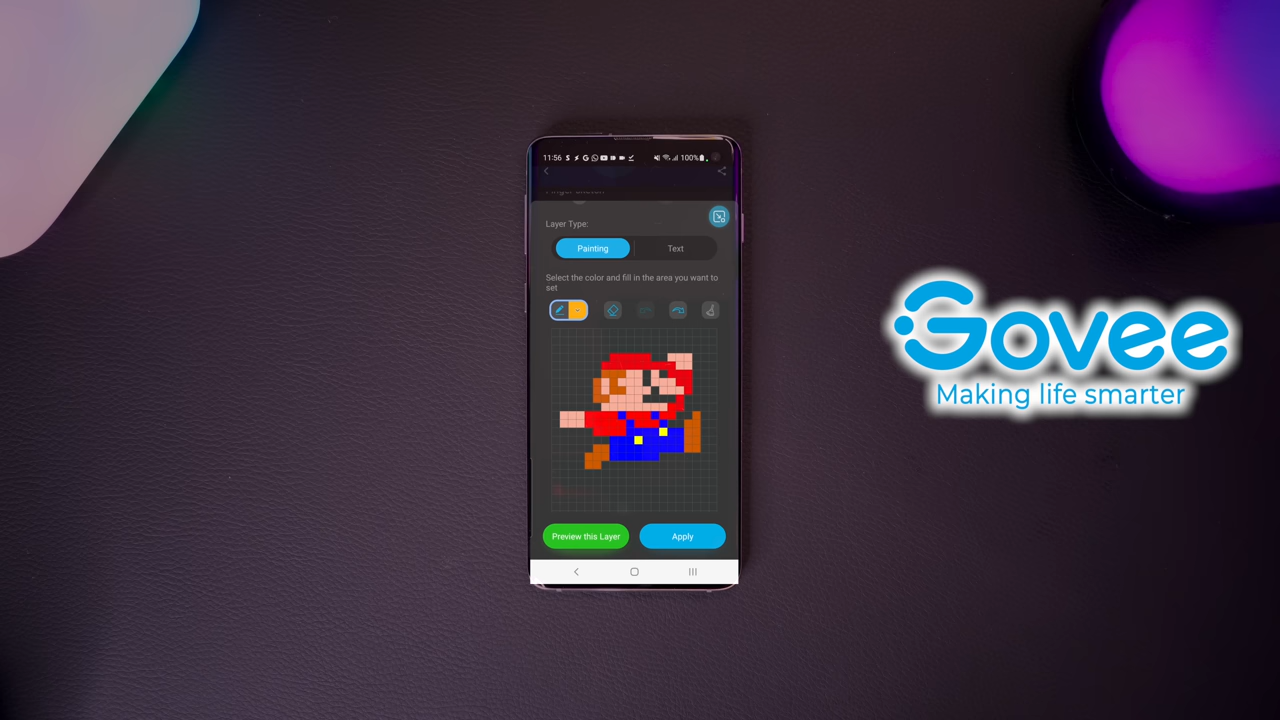 11:56
100%
Layer Type:
Painting
Text
Select the color and fill in the area you want to
set
Preview this Layer
Apply
Govee
Making life smarter